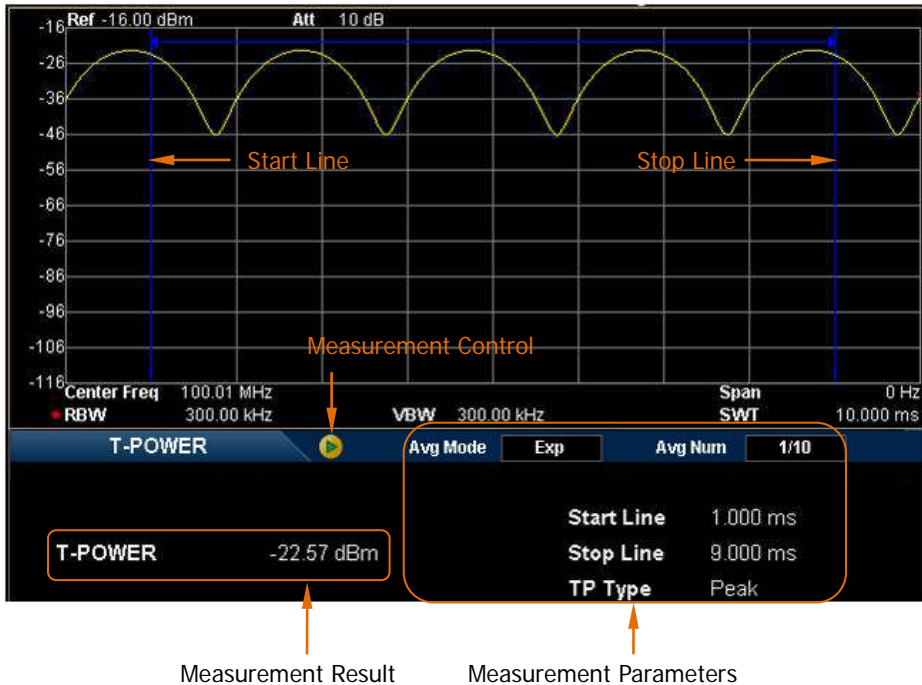 Ref -16.00 dBm Att 10 dB
-16
-26
-36
-46
Start Line Stop Line
-56
-66
-76
-86
-96
-106
Measurement Control
-116
Center Freq 100.01 MHz Span 0 Hz
RBW 300.00 kHz VBW 300.00 kHz SWT 10.000 ms
T-POWER Avg Mode Exp Avg Num 1/10
Start Line 1.000 ms
T-POWER -22.57 dBm Stop Line 9.000 ms
TP Type Peak
Measurement Result Measurement Parameters